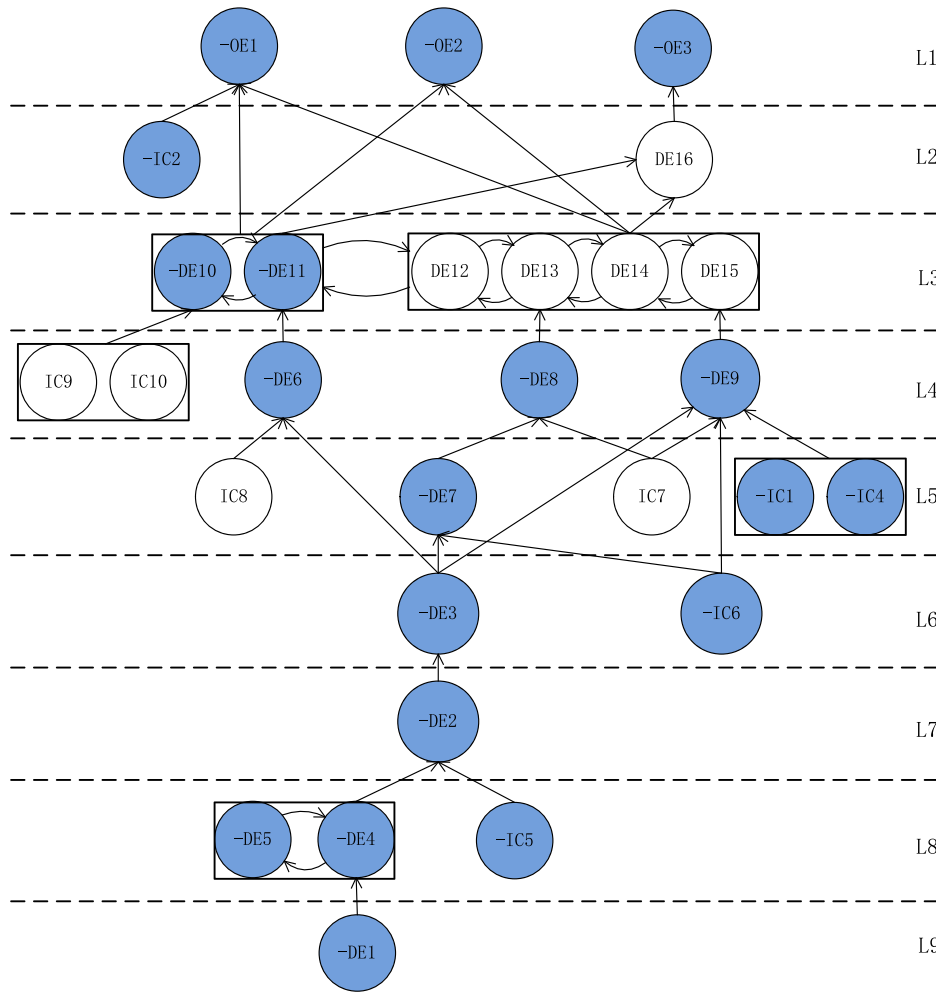 -OE1 -OE2 -OE3 L1
-IC2 DE16 L2
-DE10 -DE11 DE12 DE13 DE14 DE15 L3
IC9 IC10 -DE6 -DE8 -DE9 L4
IC8 -DE7 IC7 -IC1 -IC4 L5
-DE3 -IC6 L6
-DE2 L7
-DE5 -DE4 -IC5 L8
-DE1 L9